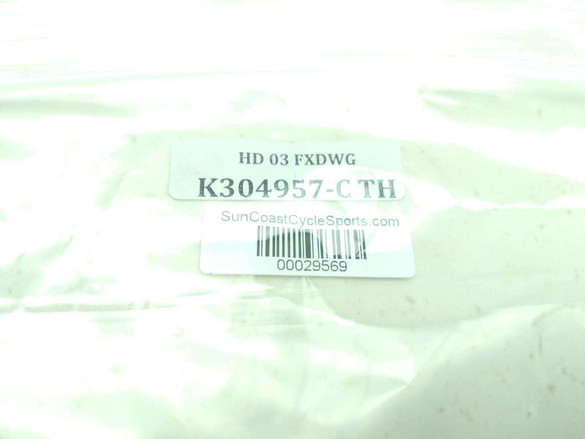 HD 03 FXDWG
K304957-C TH
SunCoastCycleSports.com
00029569